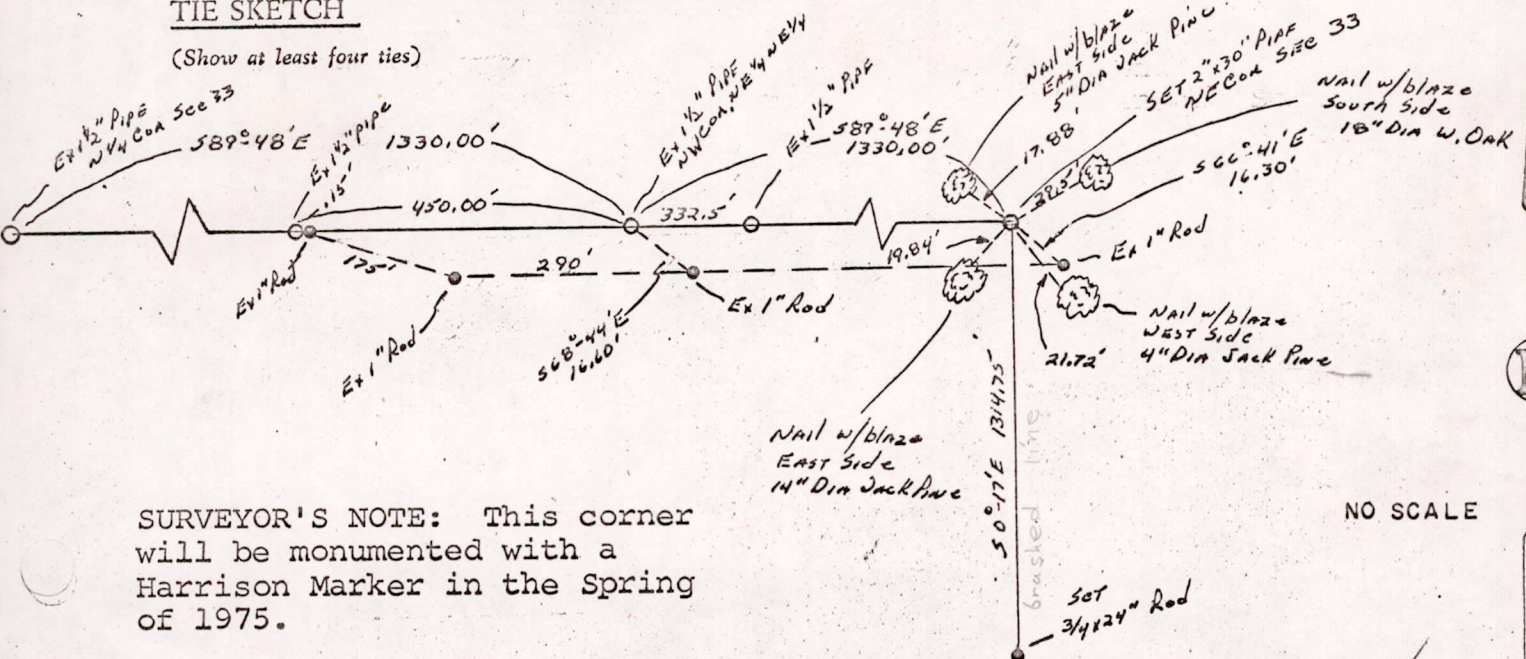 TIE SKETCH
(Show at least four ties)
Ex 1½" PIPE
N¼ COR SEC 33
S89°-48'E
Ex 1½" PIPE
.15'
1330.00'
450.00'
Ex 1½" PIPE
NW COR. NE¼ NE¼
332.5'
Ex 1½" PIPE
S89°-48'E
1330.00'
Nail w/blaze
EAST Side
5" DIA JACK PINE
17.88'
SET 2"x30" PIPE
NE COR SEC 33
Nail w/blaze
South Side
18" DIA W. OAK
S66°-41'E
16.30'
19.84'
Ex 1" Rod
Ex 1" Rod
175'
290'
Ex 1" Rod
S68°-44'E
16.60'
Ex 1" Rod
Nail w/blaze
WEST Side
4" DIA JACK PINE
21.72'
Nail w/blaze
EAST Side
14" DIA JACK PINE
S0°-17'E 1314.75'
brushed line
SET
3/4x24" Rod
NO SCALE
SURVEYOR'S NOTE: This corner
will be monumented with a
Harrison Marker in the Spring
of 1975.